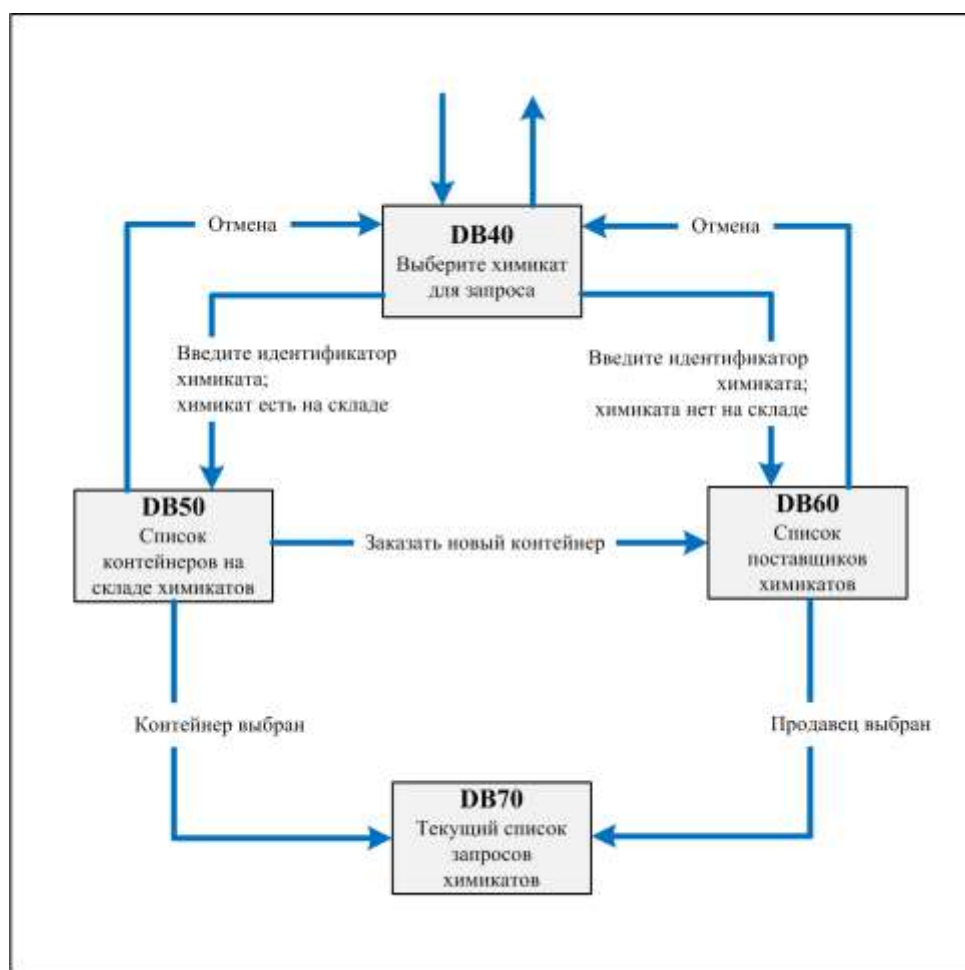 Отмена
DB40
Выберите химикат
для запроса
Отмена
Введите идентификатор
химиката;
химикат есть на складе
Введите идентификатор
химиката;
химиката нет на складе
DB50
Список
контейнеров на
складе химикатов
Заказать новый контейнер
DB60
Список
поставщиков
химикатов
Контейнер выбран
Продавец выбран
DB70
Текущий список
запросов
химикатов